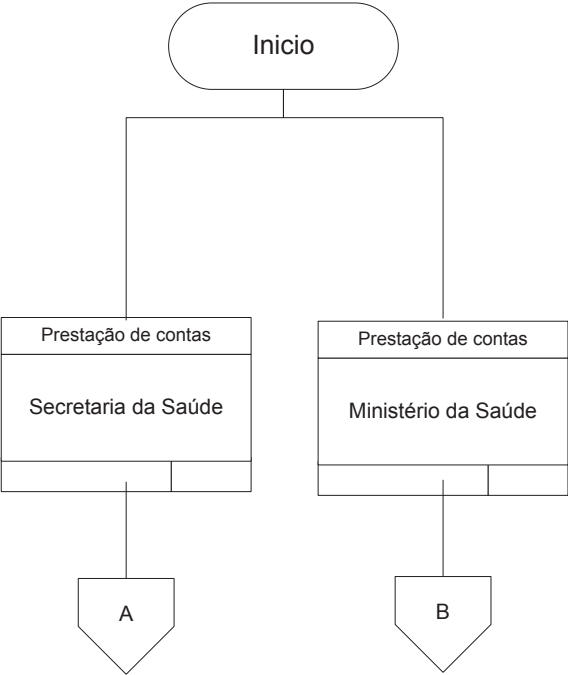 Inicio
Prestação de contas
Secretaria da Saúde
Prestação de contas
Ministério da Saúde
A
B